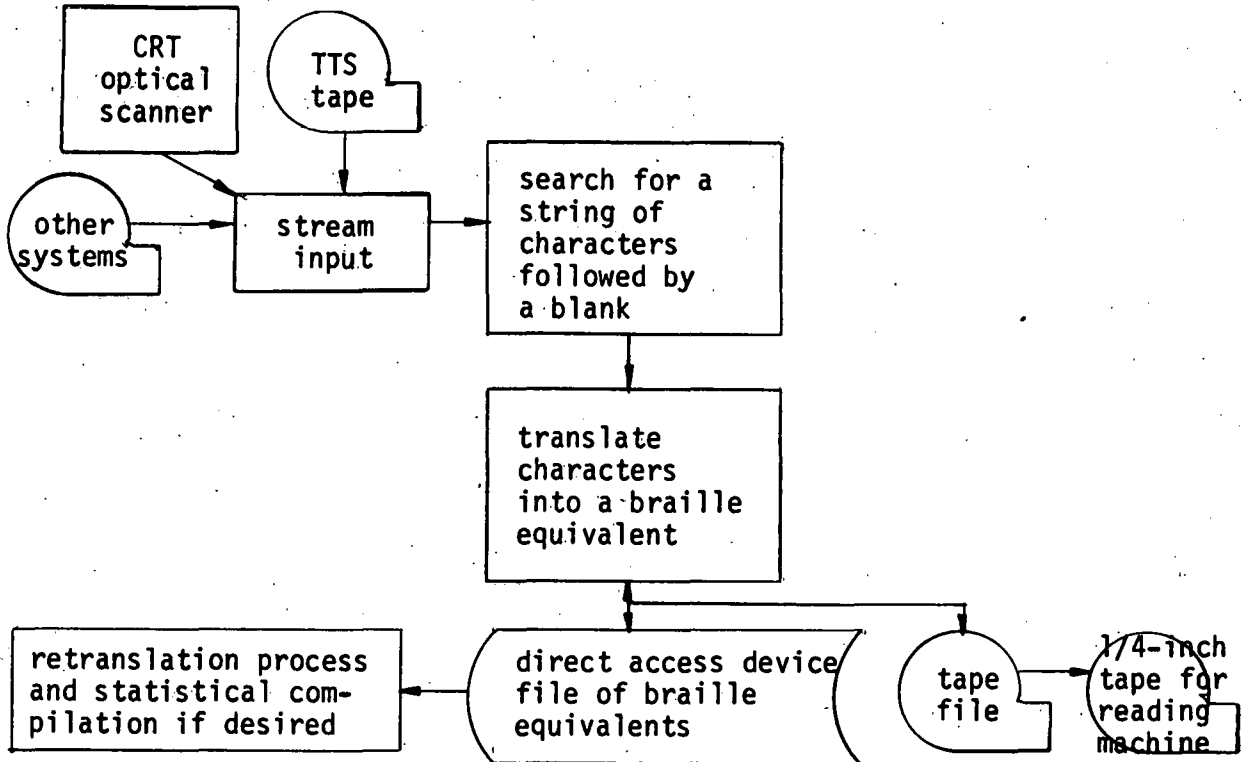 CRT
optical
scanner
TTS
tape
other
systems
stream
input
search for a
string of
characters
followed by
a blank
translate
characters
into a braille
equivalent
retranslation process
and statistical com-
pilation if desired
direct access device
file of braille
equivalents
tape
file
1/4-inch
tape for
reading
machine